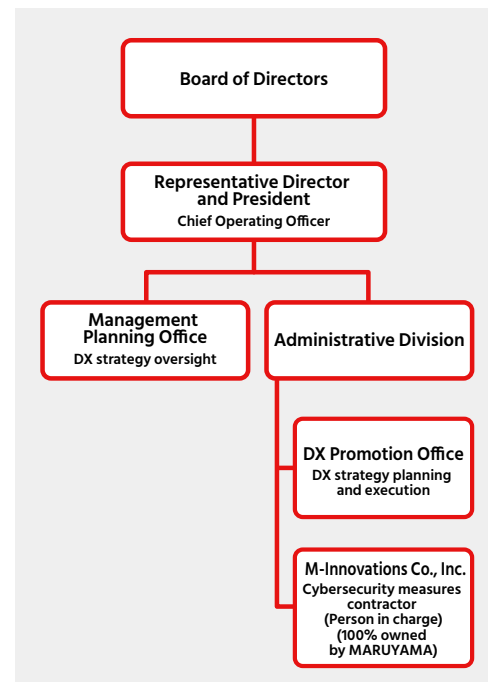 Board of Directors
Representative Director
and President
Chief Operating Officer
Management
Planning Office
DX strategy oversight
Administrative Division
DX Promotion Office
DX strategy planning
and execution
M-Innovations Co., Inc.
Cybersecurity measures
contractor
(Person in charge)
(100% owned
by MARUYAMA)